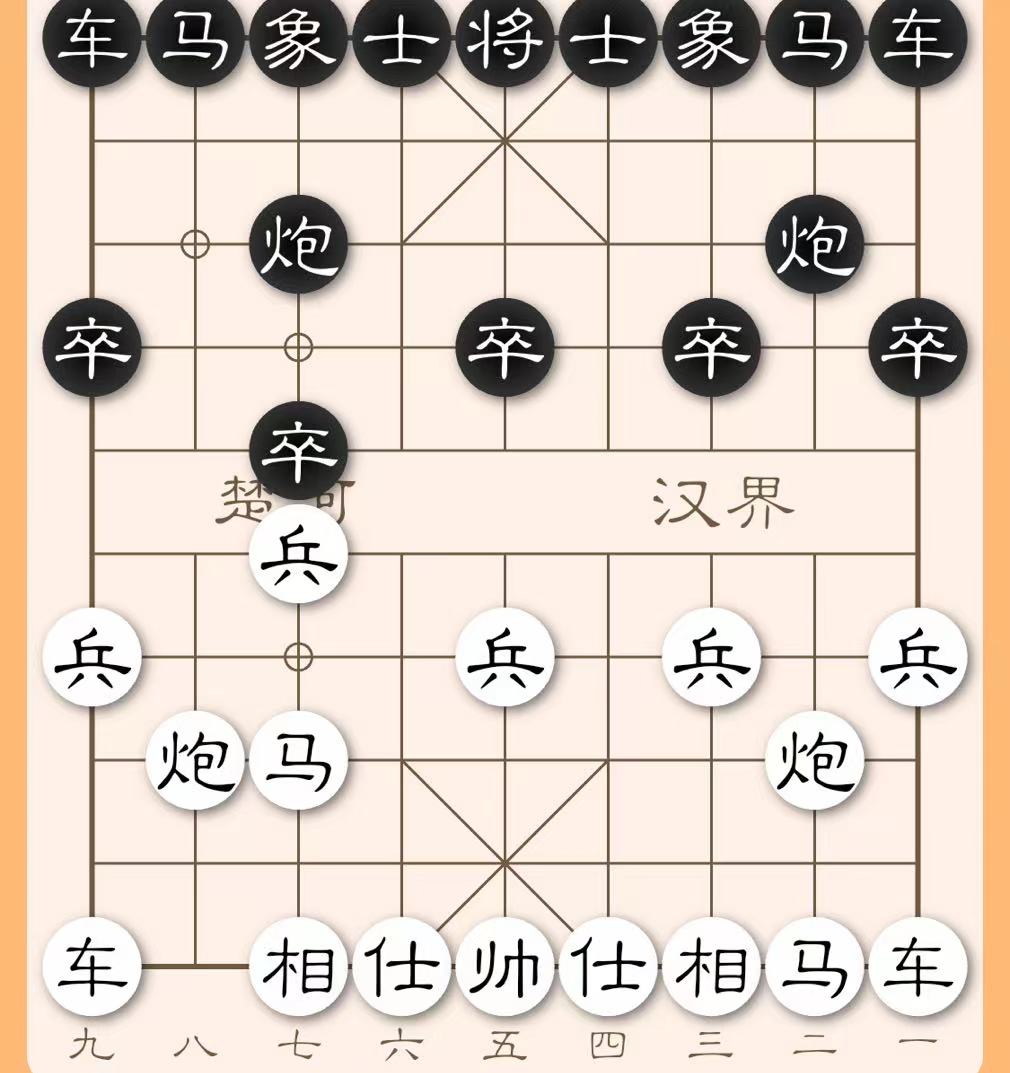 车马象士将士象马车
炮炮
卒卒卒卒
卒
楚河 汉界
兵
兵兵兵兵
炮马炮
车相仕帅仕相马车
九八七六五四三二一